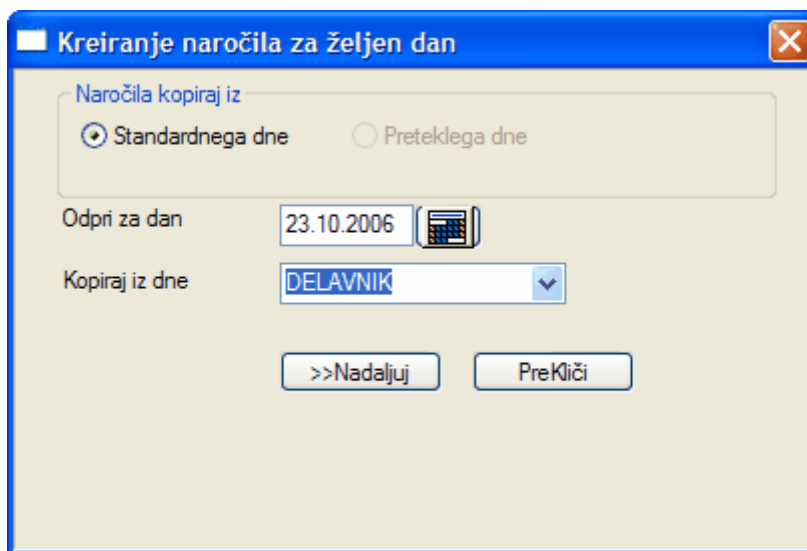 Kreiranje naročila za željen dan
Naročila kopiraj iz
Standardnega dne Preteklega dne
Odpri za dan 23.10.2006
Kopiraj iz dne DELAVNIK
>>Nadaljuj PreKliči